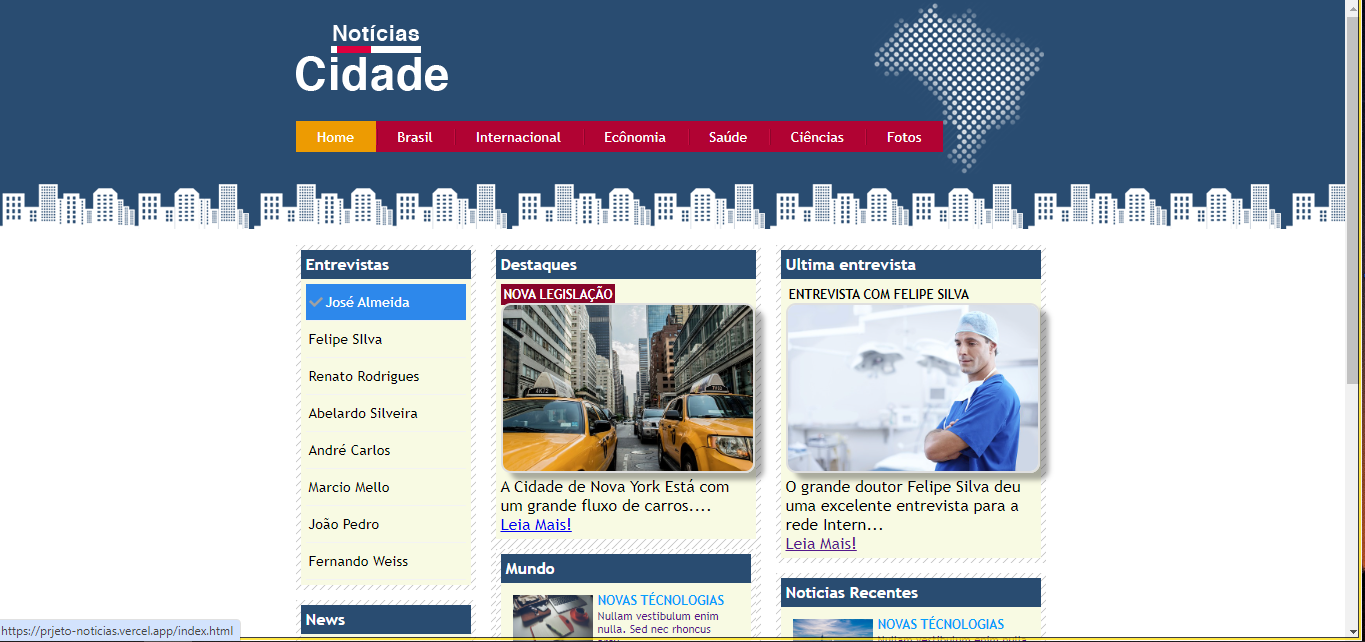 Notícias
Cidade
Home
Brasil
Internacional
Ecônomia
Saúde
Ciências
Fotos
Entrevistas
José Almeida
Felipe SIlva
Renato Rodrigues
Abelardo Silveira
André Carlos
Marcio Mello
João Pedro
Fernando Weiss
News
Destaques
NOVA LEGISLAÇÃO
A Cidade de Nova York Está com
um grande fluxo de carros....
Leia Mais!
Mundo
NOVAS TÉCNOLOGIAS
Nullam vestibulum enim
nulla. Sed nec rhoncus
Ultima entrevista
ENTREVISTA COM FELIPE SILVA
O grande doutor Felipe Silva deu
uma excelente entrevista para a
rede Intern...
Leia Mais!
Noticias Recentes
NOVAS TÉCNOLOGIAS
https://prjeto-noticias.vercel.app/index.html